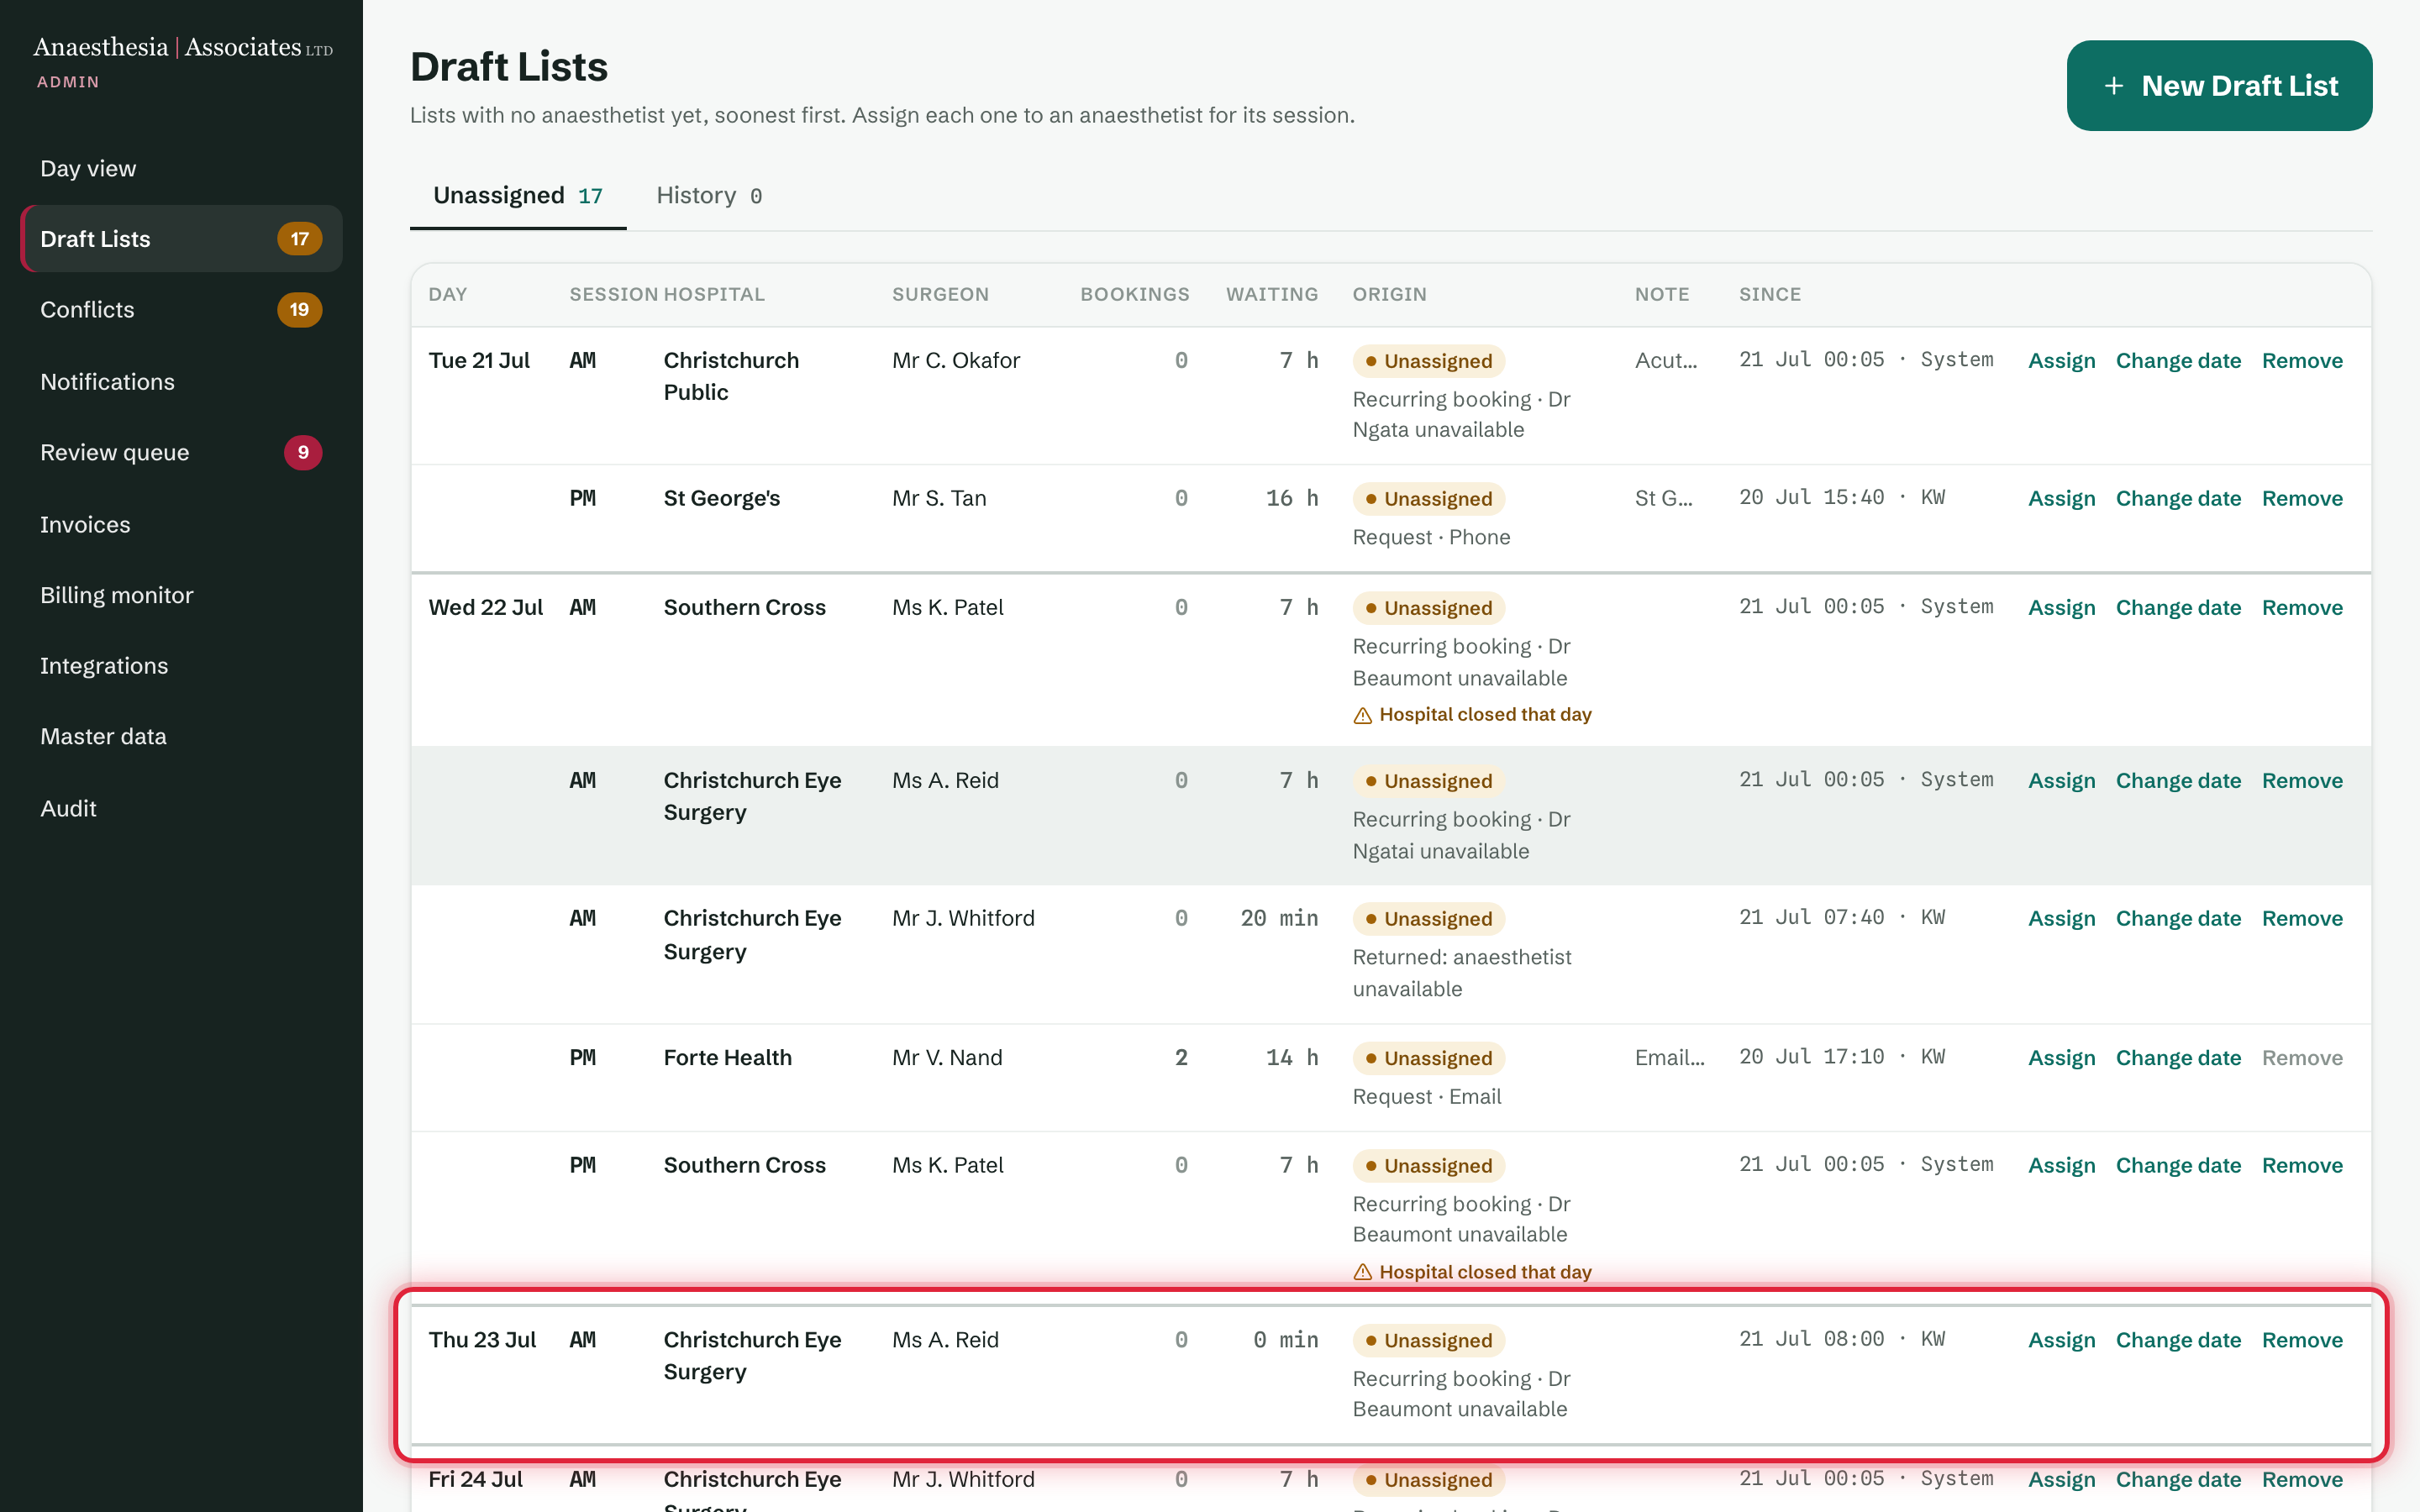 Anaesthesia | Associates LTD
ADMIN
Day view
Draft Lists 17
Conflicts 19
Notifications
Review queue 9
Invoices
Billing monitor
Integrations
Master data
Audit
Draft Lists
Lists with no anaesthetist yet, soonest first. Assign each one to an anaesthetist for its session.
+ New Draft List
Unassigned 17 History 0
DAY SESSION HOSPITAL SURGEON BOOKINGS WAITING ORIGIN NOTE SINCE
Tue 21 Jul AM Christchurch Mr C. Okafor 0 7 h Unassigned Acut... 21 Jul 00:05 · System Assign Change date Remove
Public
Recurring booking · Dr
Ngata unavailable
PM St George's Mr S. Tan 0 16 h Unassigned St G... 20 Jul 15:40 · KW Assign Change date Remove
Request · Phone
Wed 22 Jul AM Southern Cross Ms K. Patel 0 7 h Unassigned 21 Jul 00:05 · System Assign Change date Remove
Recurring booking · Dr
Beaumont unavailable
Hospital closed that day
AM Christchurch Eye Ms A. Reid 0 7 h Unassigned 21 Jul 00:05 · System Assign Change date Remove
Surgery
Recurring booking · Dr
Ngatai unavailable
AM Christchurch Eye Mr J. Whitford 0 20 min Unassigned 21 Jul 07:40 · KW Assign Change date Remove
Surgery
Returned: anaesthetist
unavailable
PM Forte Health Mr V. Nand 2 14 h Unassigned Email... 20 Jul 17:10 · KW Assign Change date Remove
Request · Email
PM Southern Cross Ms K. Patel 0 7 h Unassigned 21 Jul 00:05 · System Assign Change date Remove
Recurring booking · Dr
Beaumont unavailable
Hospital closed that day
Thu 23 Jul AM Christchurch Eye Ms A. Reid 0 0 min Unassigned 21 Jul 08:00 · KW Assign Change date Remove
Surgery
Recurring booking · Dr
Beaumont unavailable
Fri 24 Jul AM Christchurch Eye Mr J. Whitford 0 7 h Unassigned 21 Jul 00:05 · System Assign Change date Remove